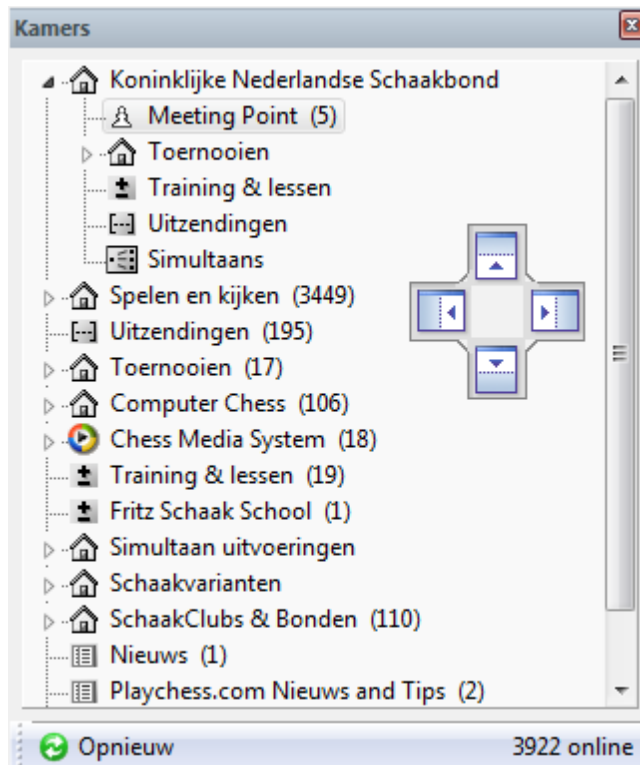 Kamers
Koninklijke Nederlandse Schaakbond
Meeting Point (5)
Toernooien
Training & lessen
Uitzendingen
Simultaans
Spelen en kijken (3449)
Uitzendingen (195)
Toernooien (17)
Computer Chess (106)
Chess Media System (18)
Training & lessen (19)
Fritz Schaak School (1)
Simultaan uitvoeringen
Schaakvarianten
SchaakClubs & Bonden (110)
Nieuws (1)
Playchess.com Nieuws and Tips (2)
Opnieuw 3922 online